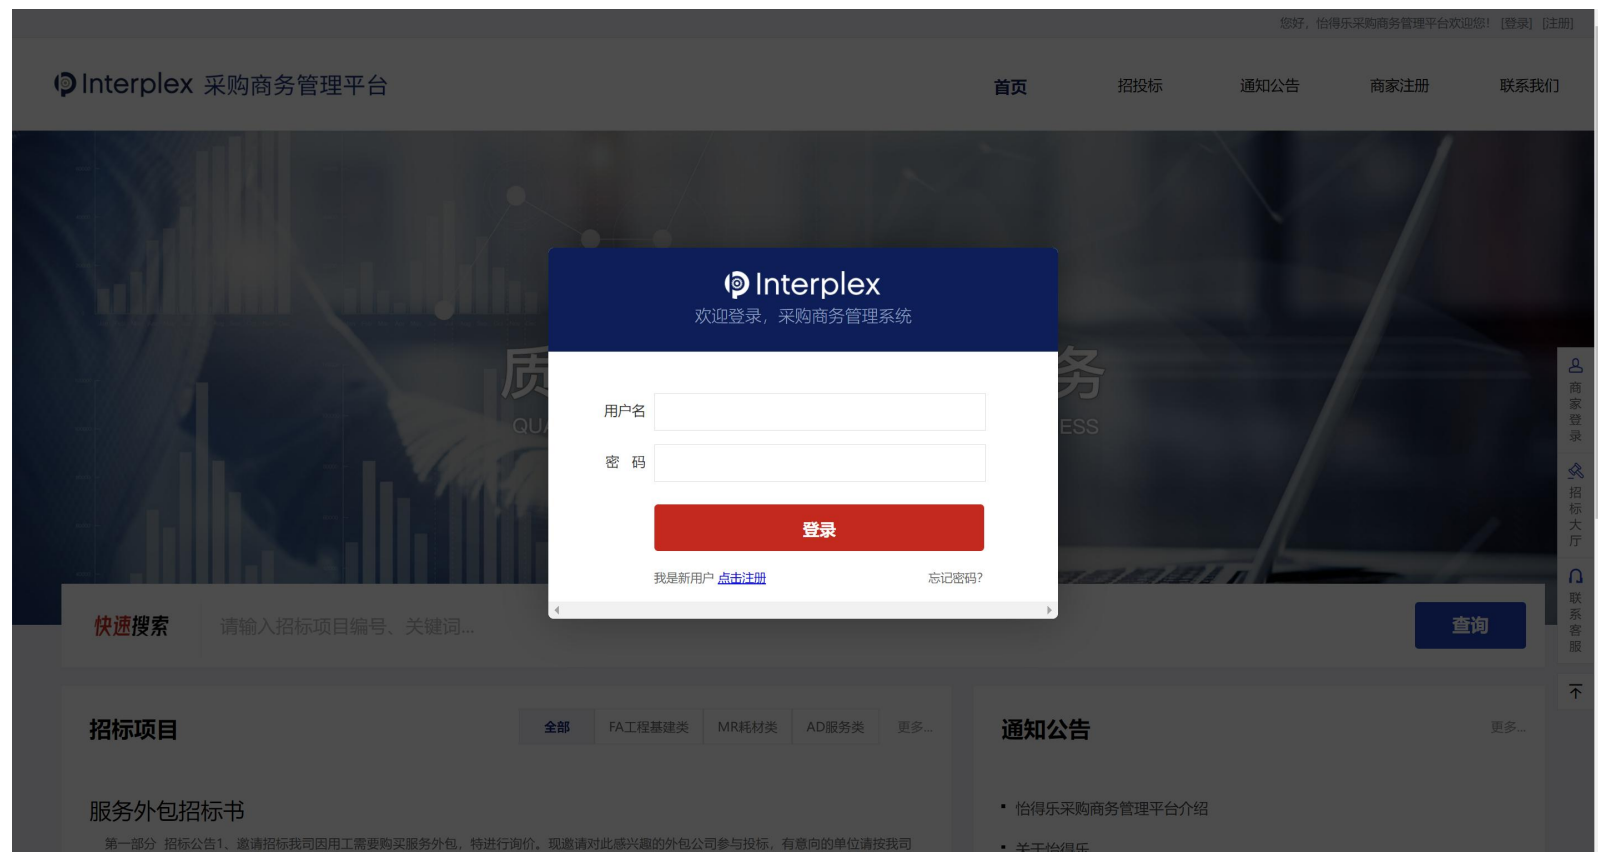 您好，怡得乐采购商务管理平台欢迎您! [登录] [注册]
Interplex 采购商务管理平台
首页 招投标 通知公告 商家注册 联系我们
Interplex
欢迎登录，采购商务管理系统
质 务
QUA ESS
用户名
密 码
登录
我是新用户 点击注册 忘记密码?
商家登录
招标大厅
联系客服
快速搜索 请输入招标项目编号、关键词... 查询
招标项目 全部 FA工程基建类 MR耗材类 AD服务类 更多...
通知公告 更多...
服务外包招标书
第一部分 招标公告1、邀请招标我司因用工需要购买服务外包，特进行询价。现邀请对此感兴趣的外包公司参与投标，有意向的单位请按我司
怡得乐采购商务管理平台介绍
关于怡得乐